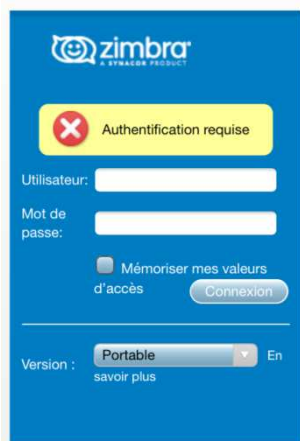 zimbra
A SYNACOR PRODUCT
Authentification requise
Utilisateur:
Mot de
passe:
Mémoriser mes valeurs
d'accès
Connexion
Version :
Portable
En
savoir plus